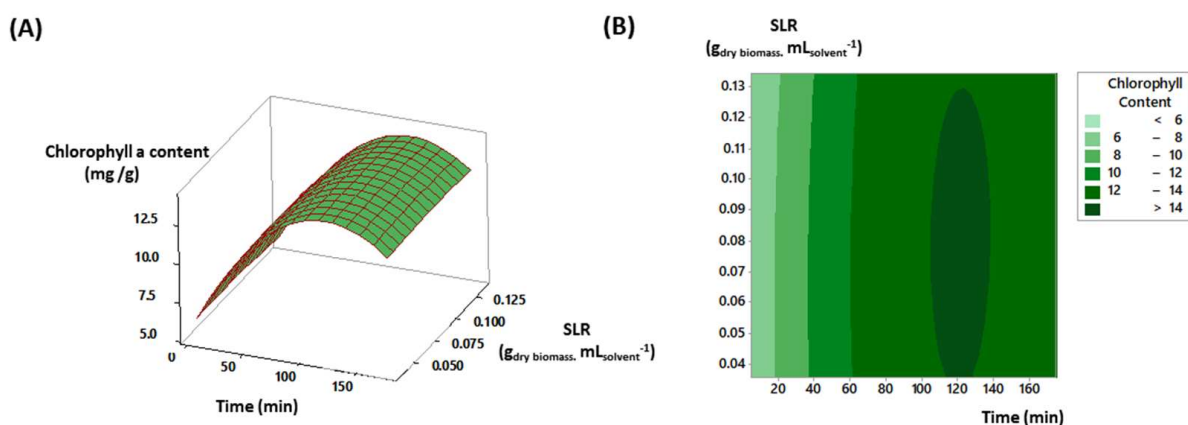 (A)
Chlorophyll a content
(mg /g)
12.5
10.0
7.5
5.0
0
50
100
150
Time (min)
0.125
0.100
0.075
0.050
SLR
(gdry biomass. mLsolvent-1)
(B)
SLR
(gdry biomass. mLsolvent-1)
0.13
0.12
0.11
0.10
0.09
0.08
0.07
0.06
0.05
0.04
20 40 60 80 100 120 140 160
Time (min)
Chlorophyll
Content
< 6
6 – 8
8 – 10
10 – 12
12 – 14
> 14